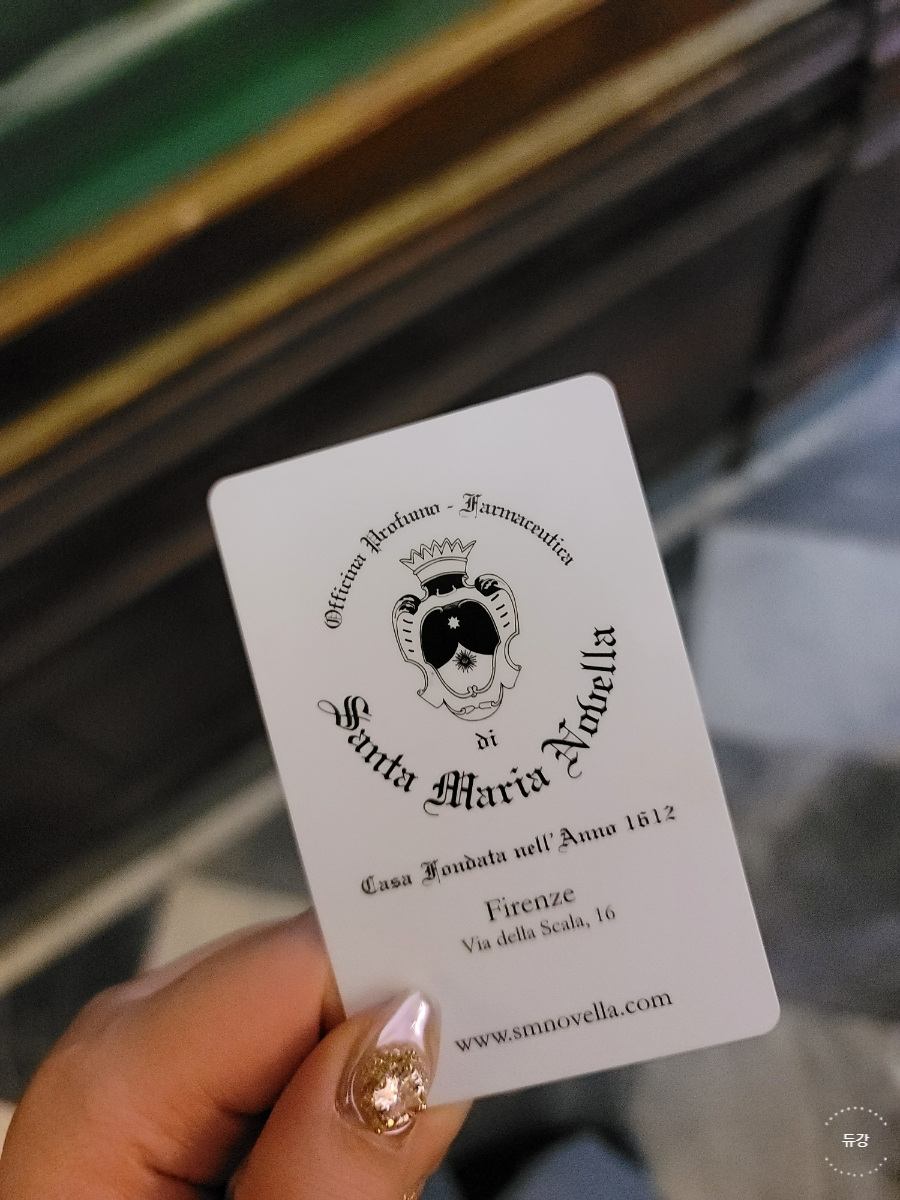 Officina Profumo - Farmaceutica
di
Santa Maria Novella
Casa Fondata nell'Anno 1612
Firenze
Via della Scala, 16
www.smnovella.com
듀강